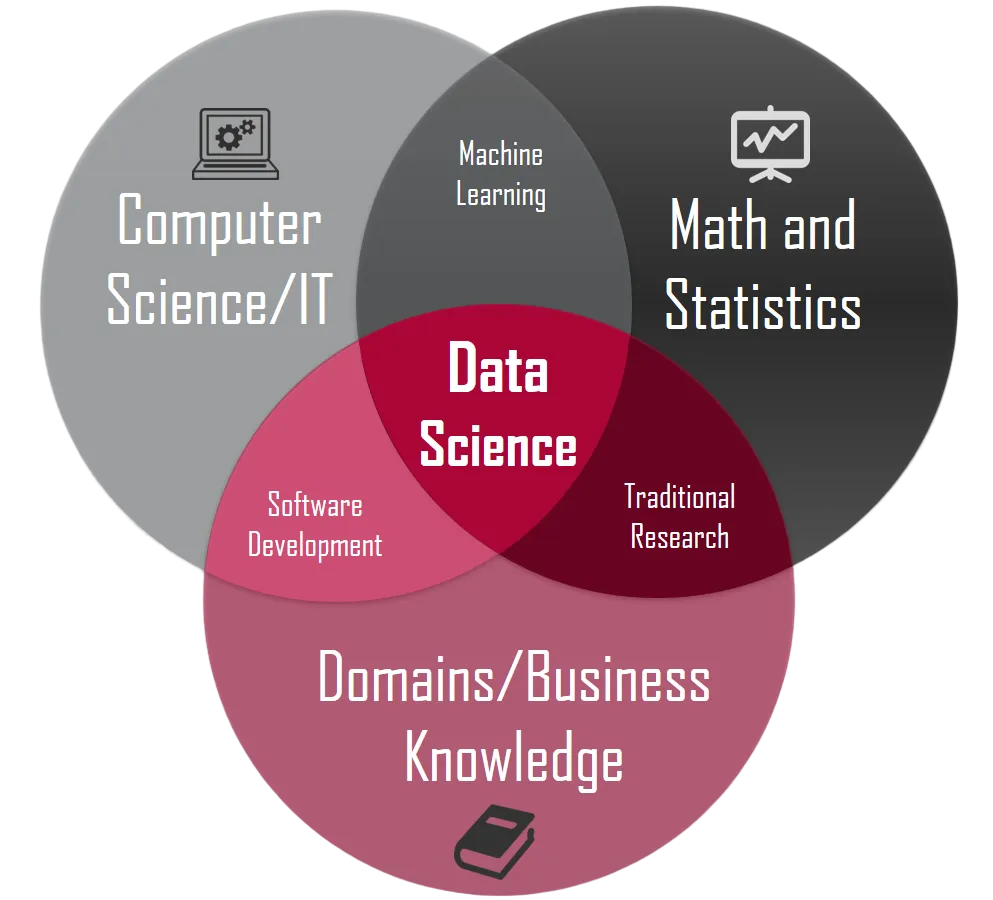 Machine
Learning
Computer
Science/IT
Math and
Statistics
Data
Science
Software
Development
Traditional
Research
Domains/Business
Knowledge